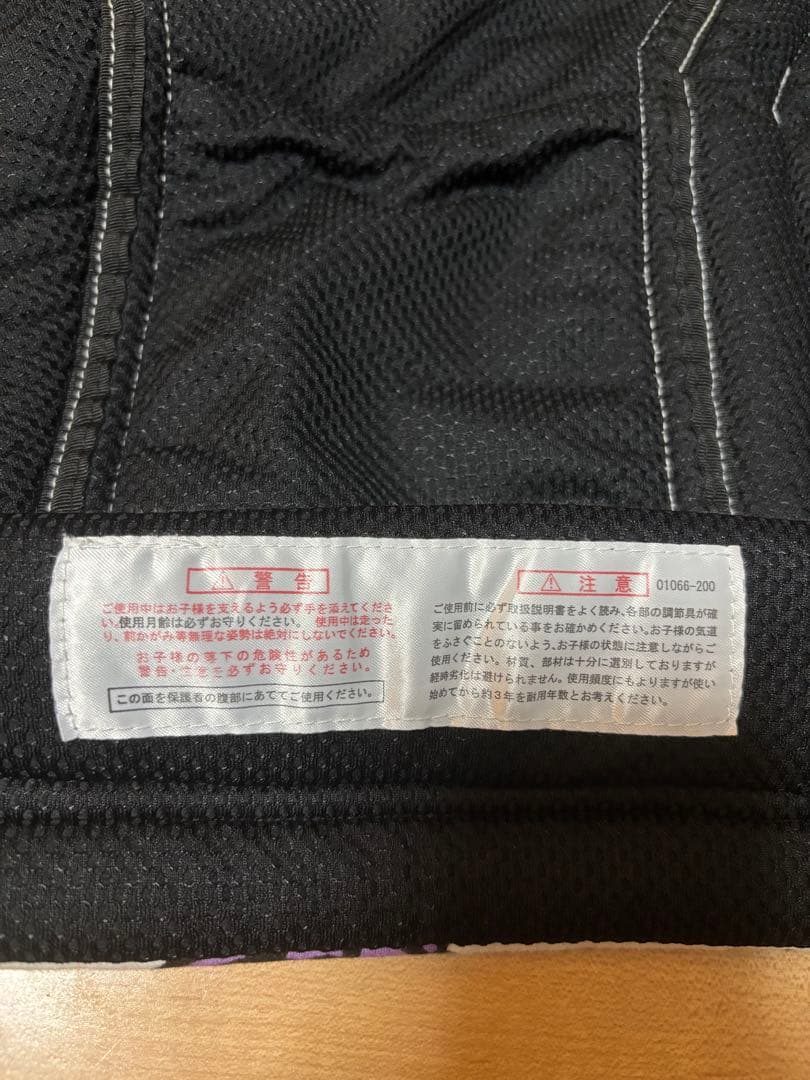 ⚠ 警告
ご使用中はお子様を支えるよう必ず手を添えてくださ
い。使用月齢は必ずお守りください。 使用中は走った
り、前かがみ等無理な姿勢は絶対にしないでください。
お子様の落下の危険性があるため
警告・注意を必ずお守りください。
この面を保護者の腹部にあててご使用ください。
⚠ 注意 01066-200
ご使用前に必ず取扱説明書をよく読み、各部の調節具が確
実に留められている事をお確かめください。お子様の気道
をふさぐことのないよう、お子様の状態に注意しながらご
使用ください。材質、部材は十分に選別しておりますが
経時劣化は避けられません。使用頻度にもよりますが使い
始めてから約3年を耐用年数とお考えください。